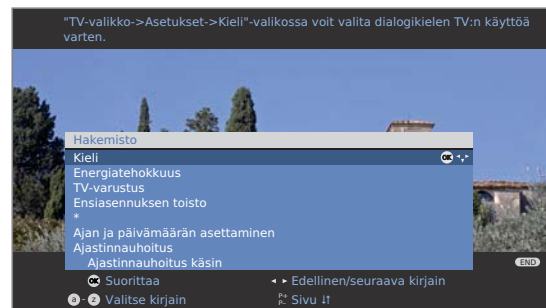 "TV-valikko->Asetukset->Kieli"-valikossa voit valita dialogikielen TV:n käyttöä
varten.
Hakemisto
Kieli OK
Energiatehokkuus
TV-varustus
Ensiasennuksen toisto
*
Ajan ja päivämäärän asettaminen
Ajastinnauhoitus
Ajastinnauhoitus käsin
END
OK Suorittaa Edellinen/seuraava kirjain
a - z Valitse kirjain P+ P- Sivu